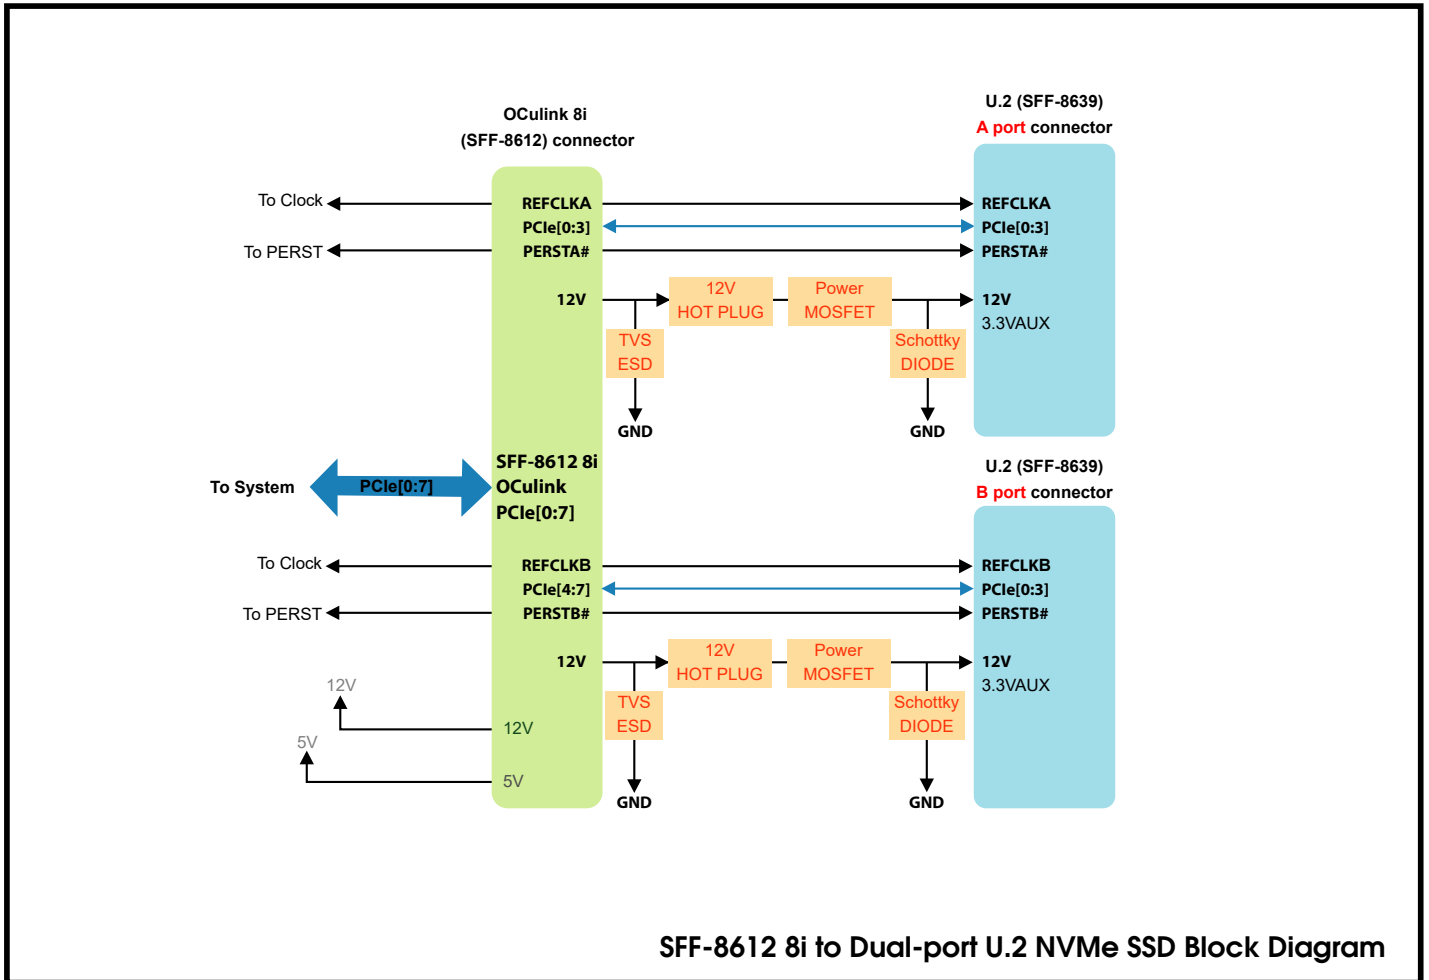 OCulink 8i
(SFF-8612) connector
U.2 (SFF-8639)
A port connector
To Clock
REFCLKA
REFCLKA
PCIe[0:3]
PCIe[0:3]
To PERST
PERSTA#
PERSTA#
12V
12V
HOT PLUG
Power
MOSFET
12V
3.3VAUX
TVS
ESD
Schottky
DIODE
GND
GND
To System
PCIe[0:7]
SFF-8612 8i
OCulink
PCIe[0:7]
U.2 (SFF-8639)
B port connector
To Clock
REFCLKB
REFCLKB
PCIe[4:7]
PCIe[0:3]
To PERST
PERSTB#
PERSTB#
12V
12V
HOT PLUG
Power
MOSFET
12V
3.3VAUX
TVS
ESD
Schottky
DIODE
12V
12V
5V
5V
GND
GND
SFF-8612 8i to Dual-port U.2 NVMe SSD Block Diagram